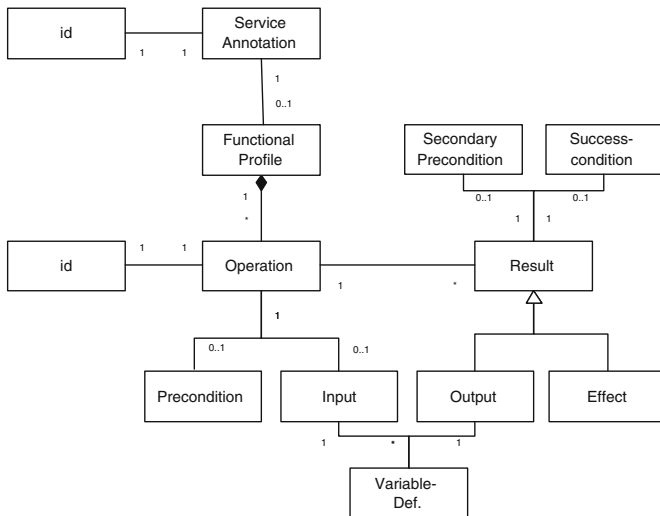 id
Service
Annotation
1
1
1
0..1
Functional
Profile
Secondary
Precondition
Success-
condition
0..1
0..1
1
1
1
*
id
1
1
Operation
1
*
Result
1
0..1
0..1
Precondition
Input
Output
Effect
1
*
1
Variable-
Def.